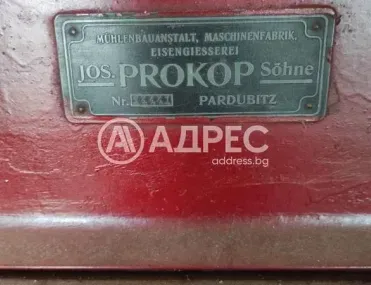 MÜHLENBAUANSTALT, MASCHINENFABRIK,
EISENGIESSEREI
JOS. PROKOP Söhne
Nr. PARDUBITZ
АДРЕС
address.bg